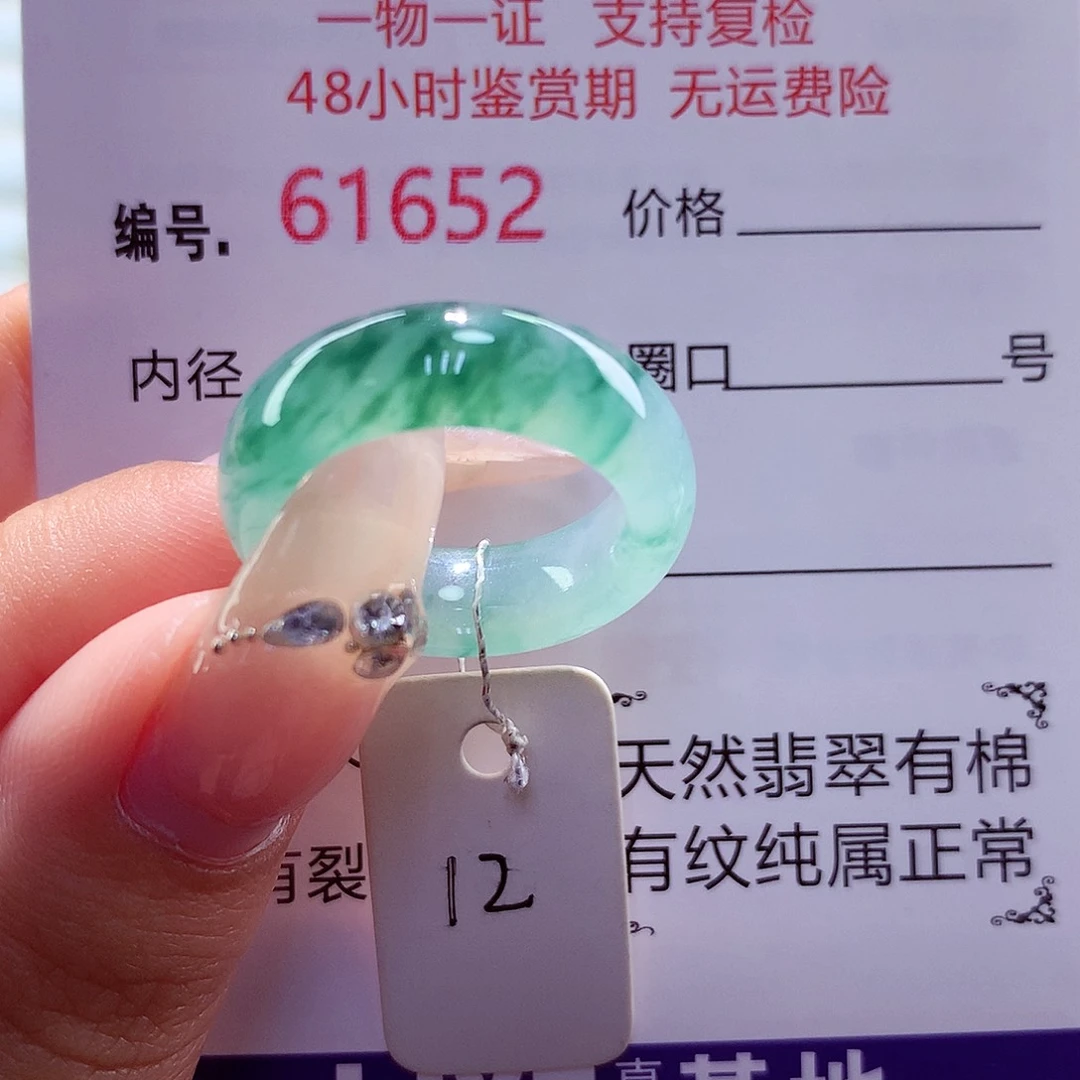 一物一证 支持复检
48小时鉴赏期 无运费险
编号. 61652 价格
内径 圈口 号
天然翡翠有棉
有裂 有纹纯属正常
12
基地